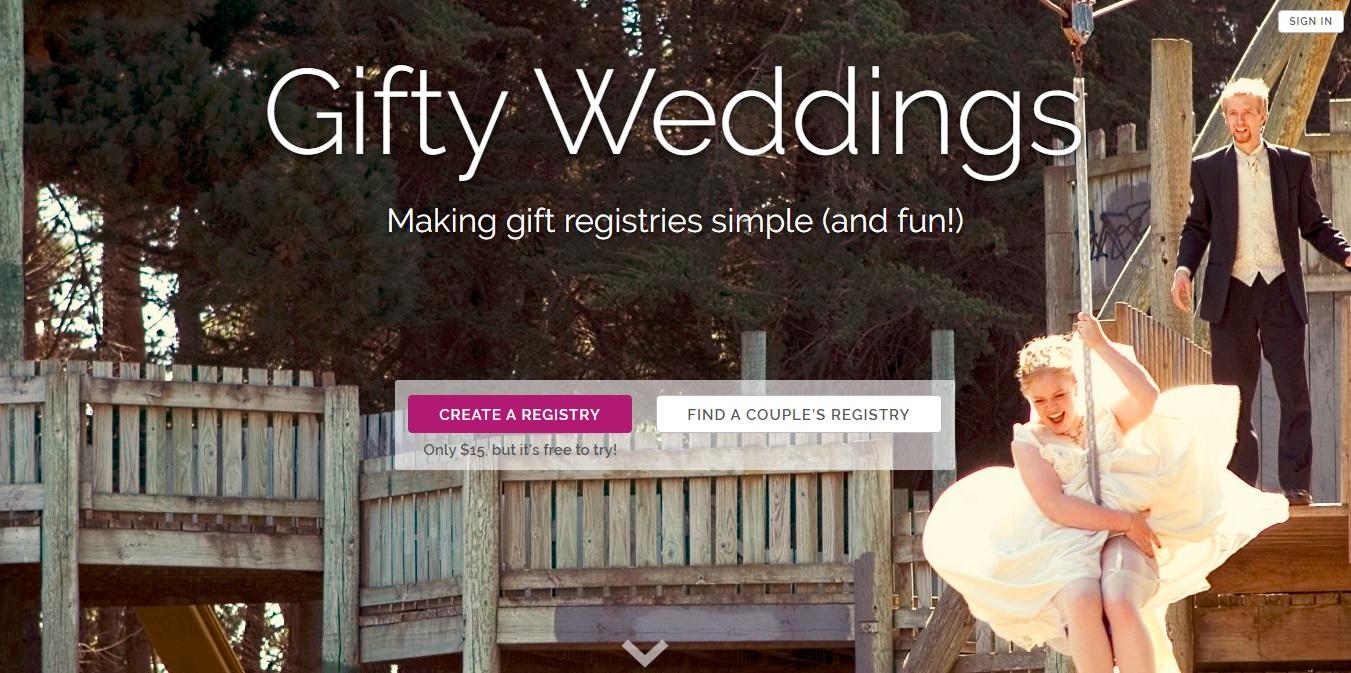 SIGN IN
Gifty Weddings
Making gift registries simple (and fun!)
CREATE A REGISTRY
FIND A COUPLE'S REGISTRY
Only $15, but it's free to try!